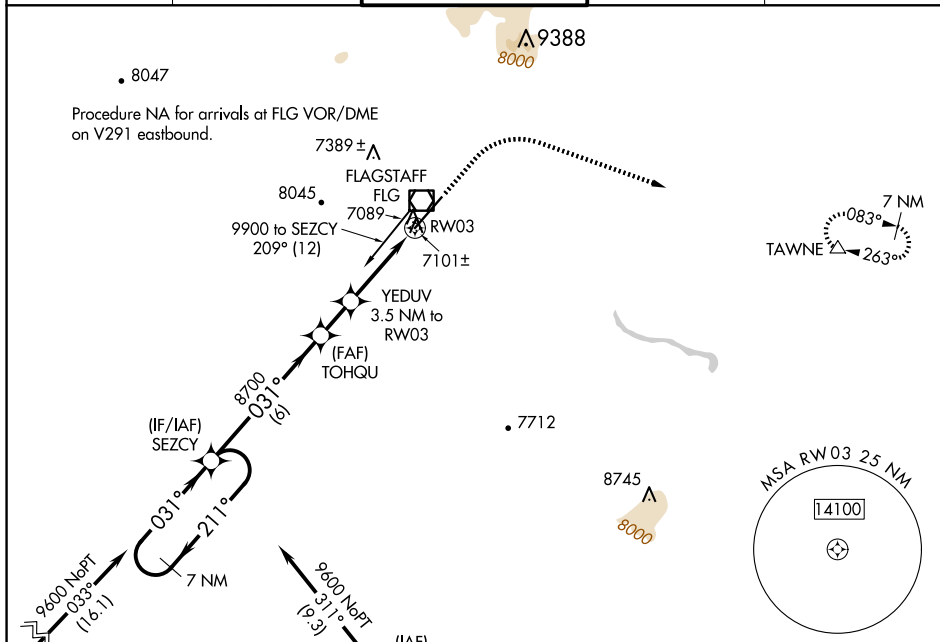 9388
8000
8047
Procedure NA for arrivals at FLG VOR/DME
on V291 eastbound.
7389±
FLAGSTAFF
FLG
8045
7089
9900 to SEZCY
209° (12)
RW03
7101±
7 NM
083°
TAWNE
263°
YEDUV
3.5 NM to
RW03
(FAF)
TOHQU
8700
031°
(6)
(IF/IAF)
SEZCY
7712
031°
211°
7 NM
8745
8000
MSA RW03 25 NM
14100
9600 NoPT
033°
(16.1)
9600 NoPT
311°
(9.3)
(IAF)